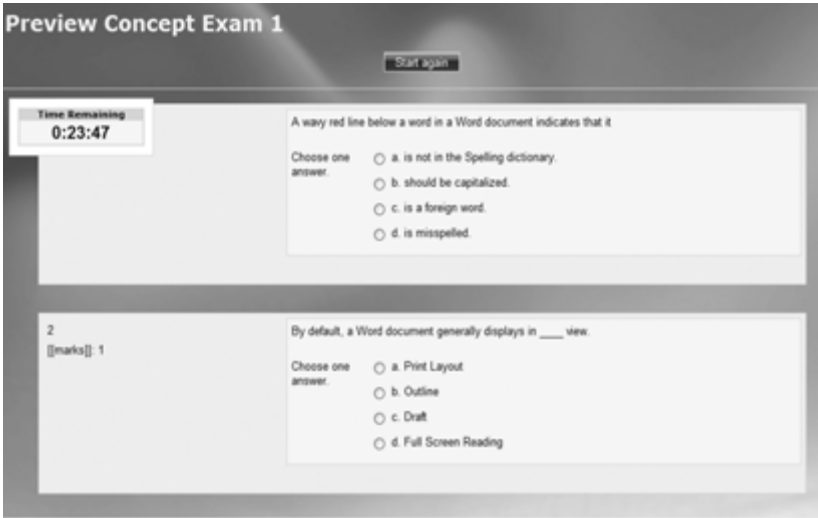 Preview Concept Exam 1
Start again
Time Remaining
0:23:47
A wavy red line below a word in a Word document indicates that it
Choose one
answer.
a. is not in the Spelling dictionary.
b. should be capitalized.
c. is a foreign word.
d. is misspelled.
2
[[marks]]: 1
By default, a Word document generally displays in ____ view.
Choose one
answer.
a. Print Layout
b. Outline
c. Draft
d. Full Screen Reading